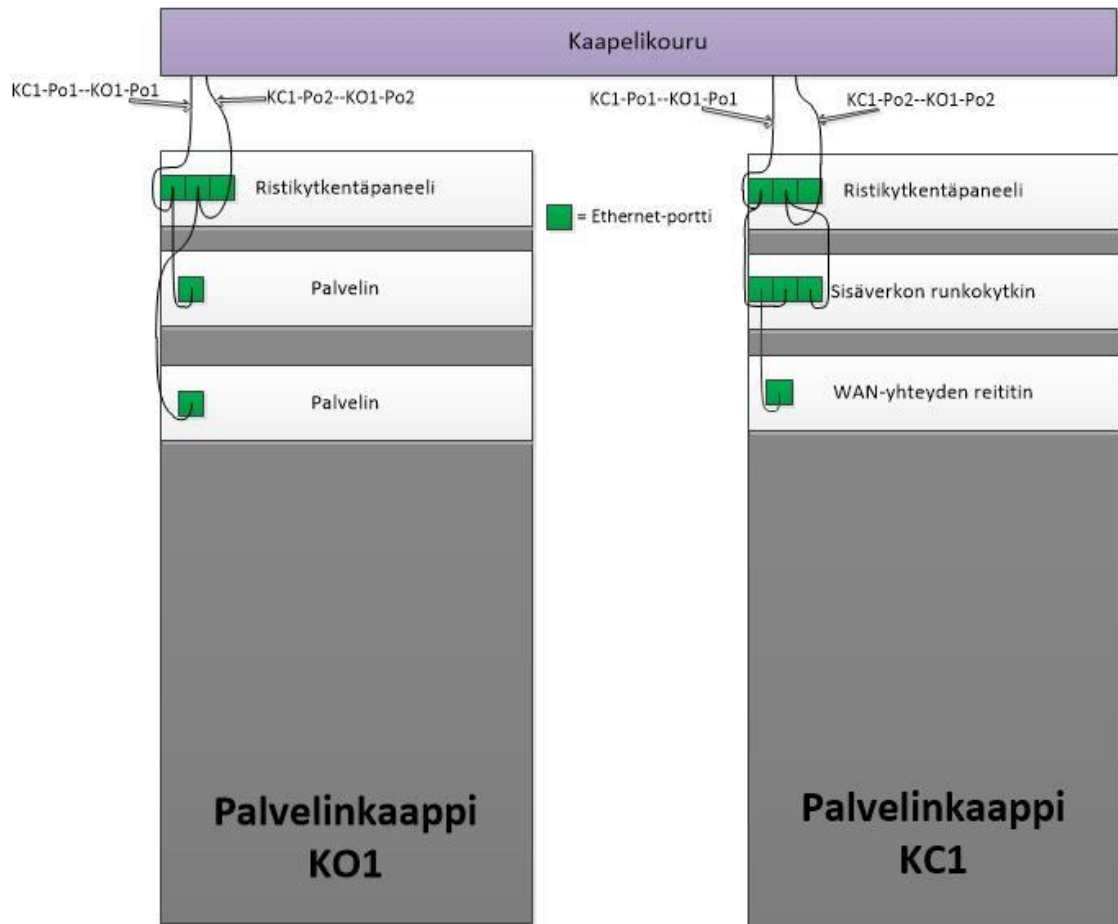 Kaapelikouru
KC1-Po1--KO1-Po1
KC1-Po2--KO1-Po2
KC1-Po1--KO1-Po1
KC1-Po2--KO1-Po2
Ristikytkentäpaneeli
Ristikytkentäpaneeli
= Ethernet-portti
Palvelin
Sisäverkon runkokytkin
Palvelin
WAN-yhteyden reititin
Palvelinkaappi
KO1
Palvelinkaappi
KC1